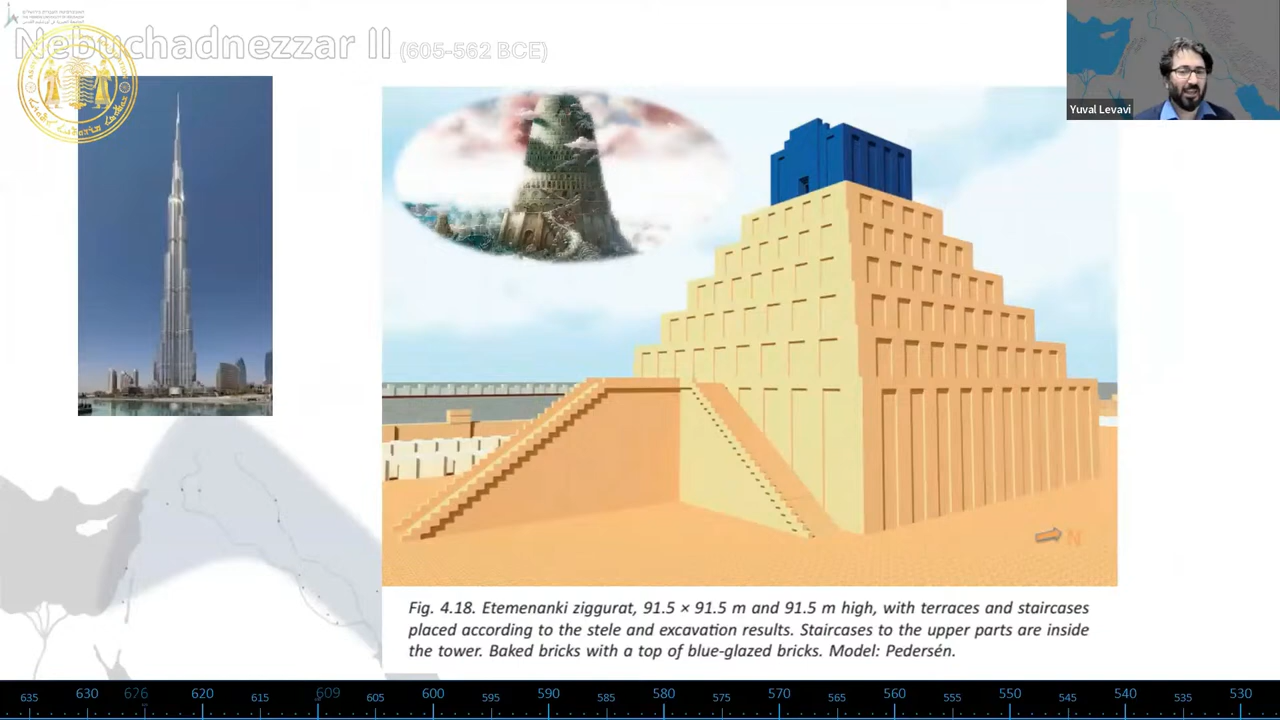 Nebuchadnezzar II (605-562 BCE)
Yuval Levavi
N
Fig. 4.18. Etemenanki ziggurat, 91.5 × 91.5 m and 91.5 m high, with terraces and staircases
placed according to the stele and excavation results. Staircases to the upper parts are inside
the tower. Baked bricks with a top of blue-glazed bricks. Model: Pedersén.
635 630 626 620 615 609 605 600 595 590 585 580 575 570 565 560 555 550 545 540 535 530